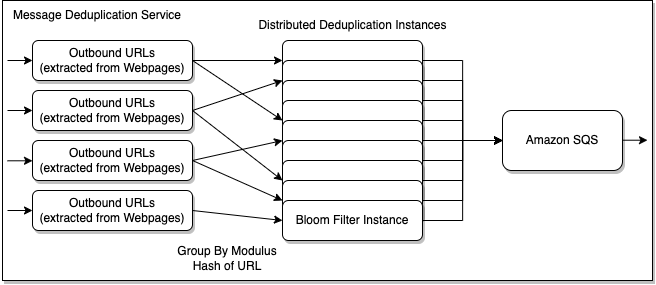 Message Deduplication Service
Distributed Deduplication Instances
Outbound URLs
(extracted from Webpages)
Outbound URLs
(extracted from Webpages)
Outbound URLs
(extracted from Webpages)
Outbound URLs
(extracted from Webpages)
Bloom Filter Instance
Amazon SQS
Group By Modulus
Hash of URL